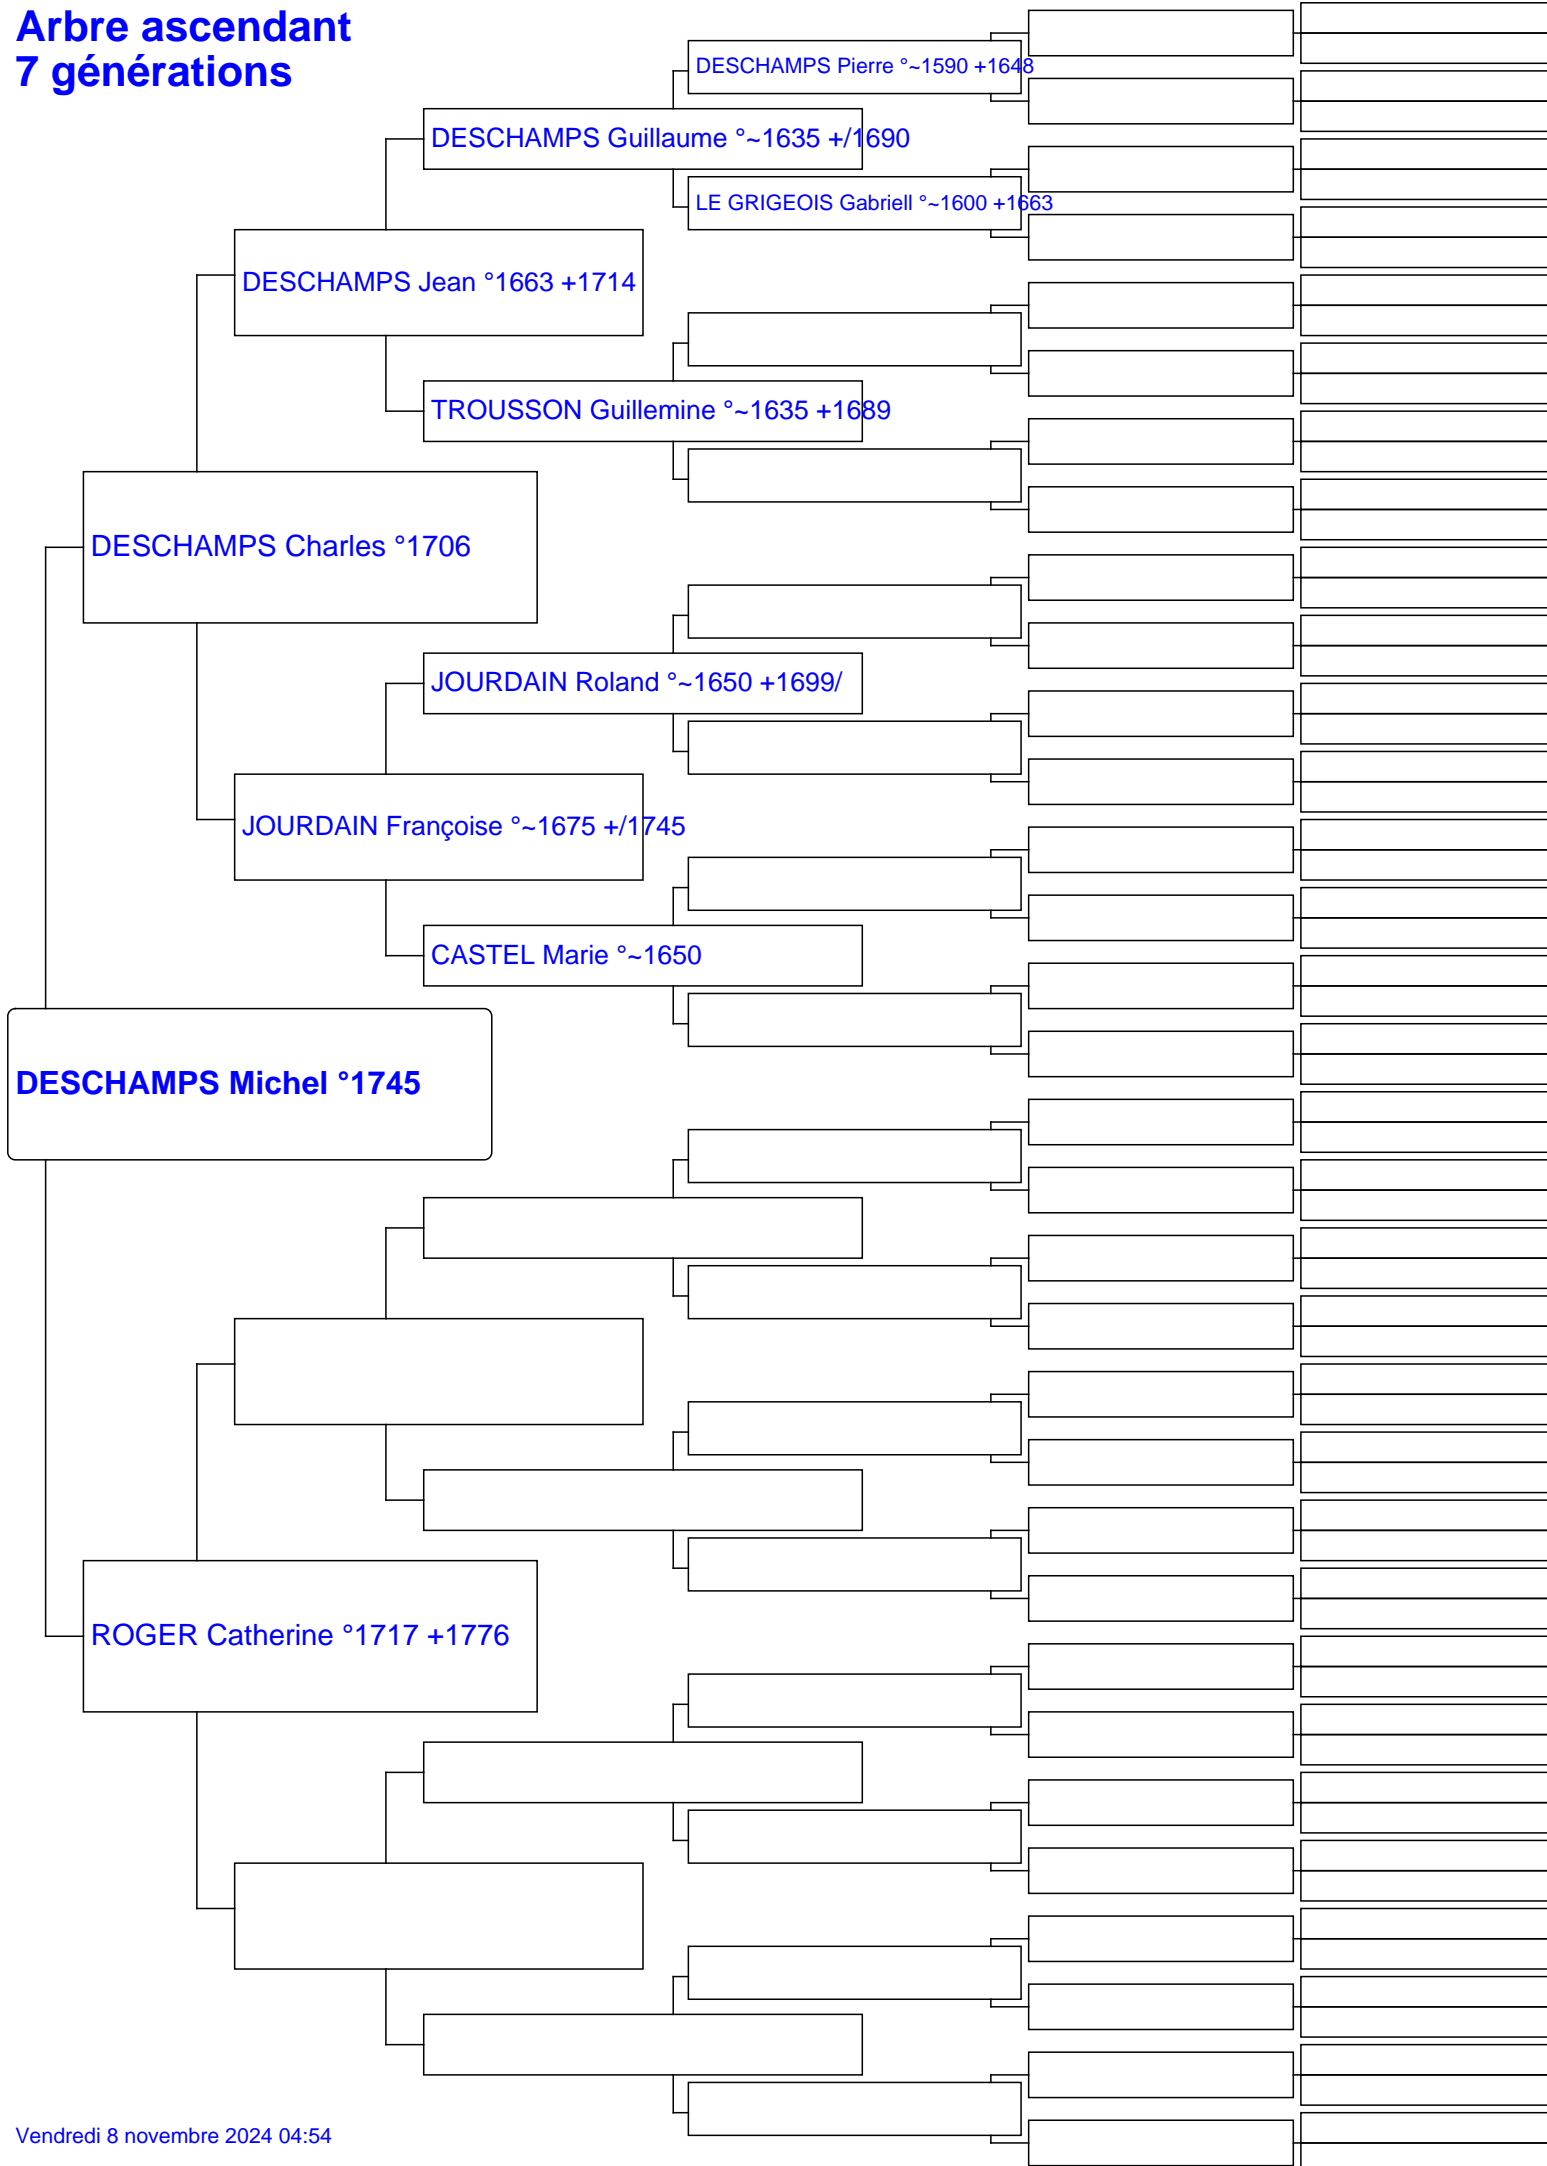 Arbre ascendant
7 générations
DESCHAMPS Pierre °~1590 +1648
DESCHAMPS Guillaume °~1635 +/1690
LE GRIGEOIS Gabriell °~1600 +1663
DESCHAMPS Jean °1663 +1714
TROUSSON Guillemine °~1635 +1689
DESCHAMPS Charles °1706
JOURDAIN Roland °~1650 +1699/
JOURDAIN Françoise °~1675 +/1745
CASTEL Marie °~1650
DESCHAMPS Michel °1745
ROGER Catherine °1717 +1776
Vendredi 8 novembre 2024 04:54